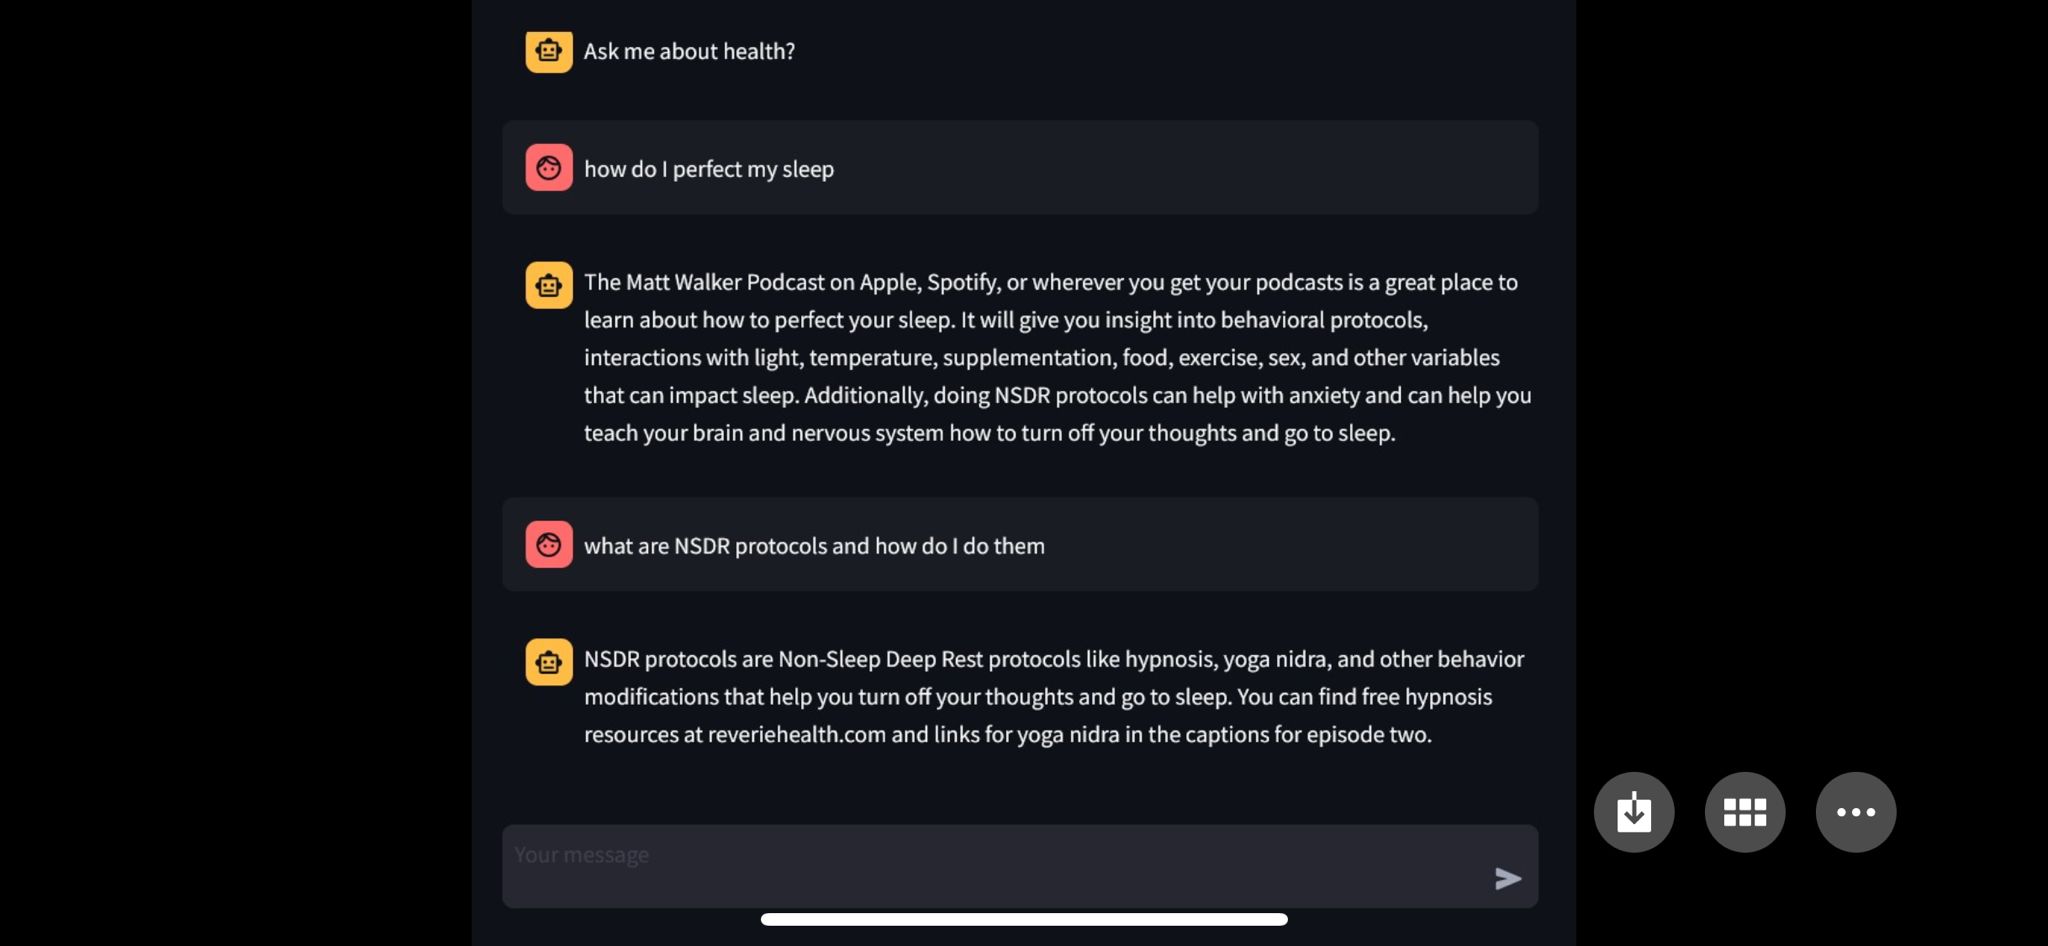 Ask me about health?
how do I perfect my sleep
The Matt Walker Podcast on Apple, Spotify, or wherever you get your podcasts is a great place to
learn about how to perfect your sleep. It will give you insight into behavioral protocols,
interactions with light, temperature, supplementation, food, exercise, sex, and other variables
that can impact sleep. Additionally, doing NSDR protocols can help with anxiety and can help you
teach your brain and nervous system how to turn off your thoughts and go to sleep.
what are NSDR protocols and how do I do them
NSDR protocols are Non-Sleep Deep Rest protocols like hypnosis, yoga nidra, and other behavior
modifications that help you turn off your thoughts and go to sleep. You can find free hypnosis
resources at reveriehealth.com and links for yoga nidra in the captions for episode two.
Your message